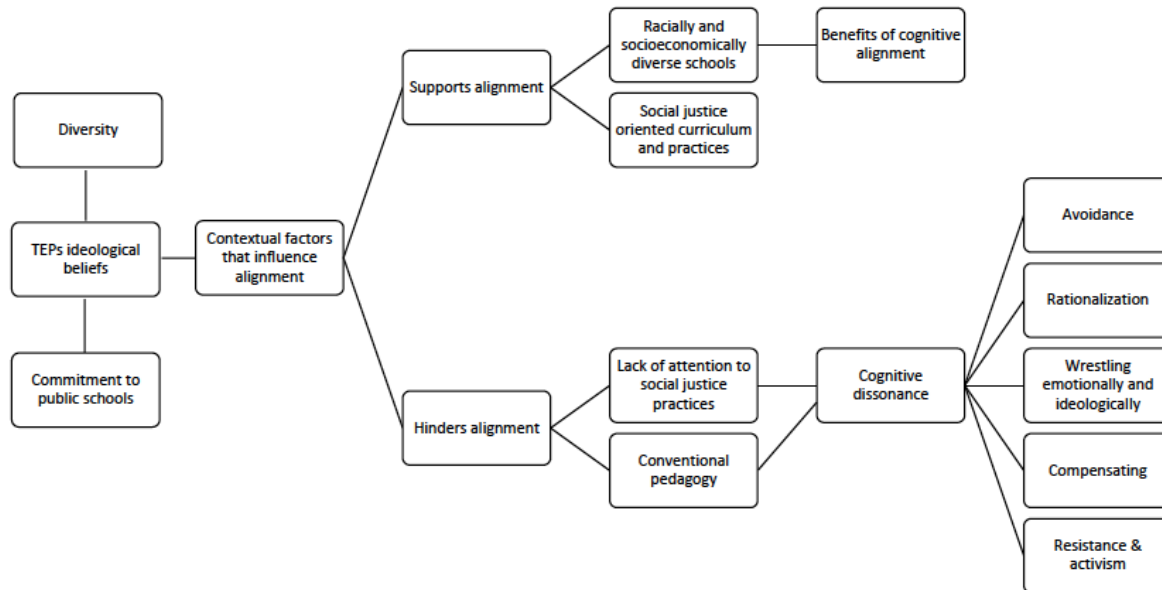 Diversity
TEPs ideological
beliefs
Commitment to
public schools
Contextual factors
that influence
alignment
Supports alignment
Racially and
socioeconomically
diverse schools
Benefits of cognitive
alignment
Social justice
oriented curriculum
and practices
Hinders alignment
Lack of attention to
social justice
practices
Conventional
pedagogy
Cognitive
dissonance
Avoidance
Rationalization
Wrestling
emotionally and
ideologically
Compensating
Resistance &
activism